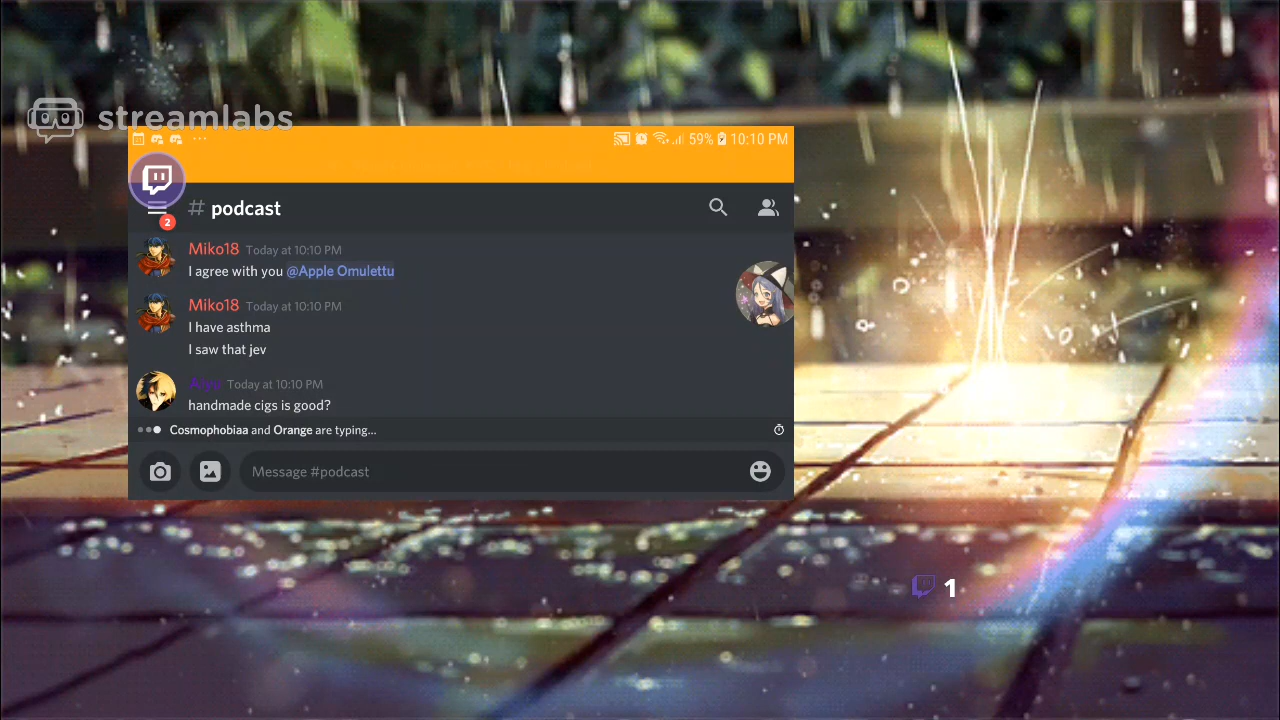 streamlabs
59% 10:10 PM
# podcast
2
Miko18 Today at 10:10 PM
I agree with you @Apple Omulettu
Miko18 Today at 10:10 PM
I have asthma
I saw that jev
Today at 10:10 PM
handmade cigs is good?
Cosmophobiaa and Orange are typing...
Message #podcast
1